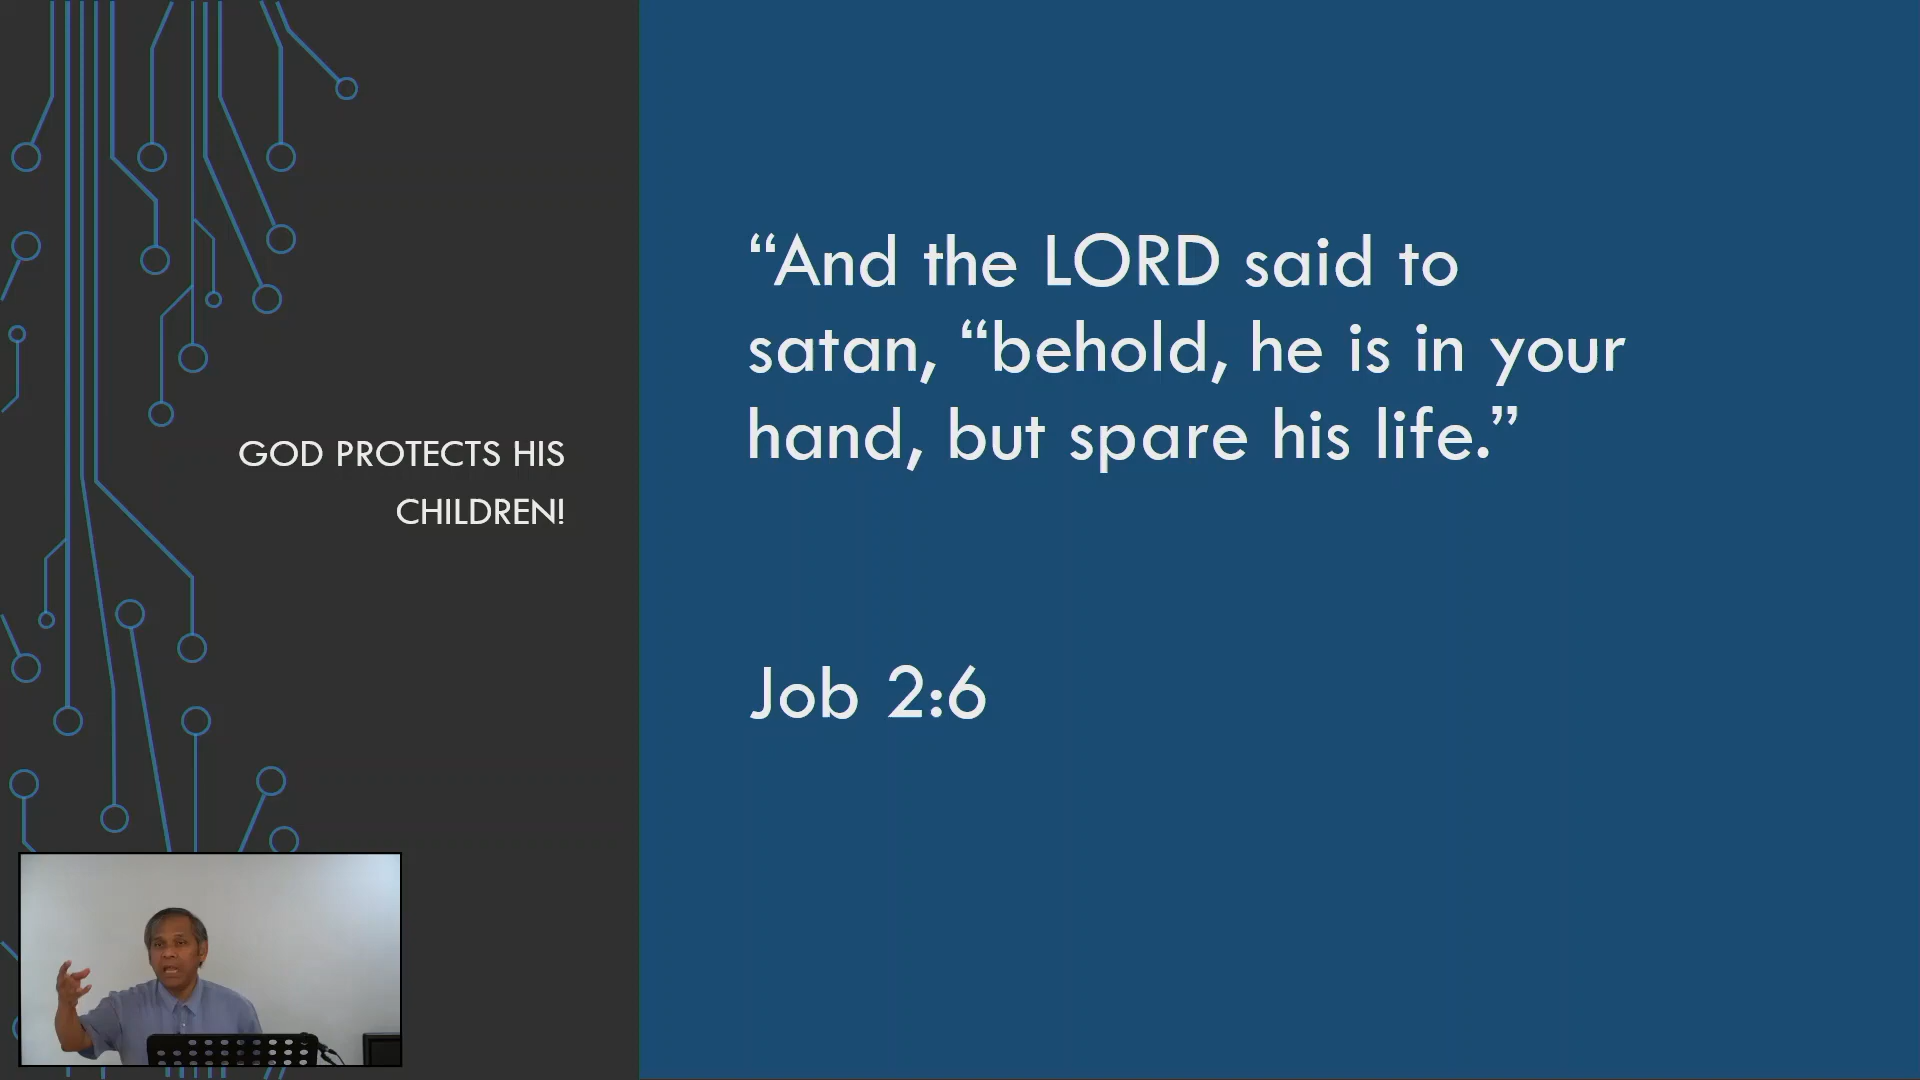 GOD PROTECTS HIS
CHILDREN!
“And the LORD said to
satan, “behold, he is in your
hand, but spare his life.”
Job 2:6